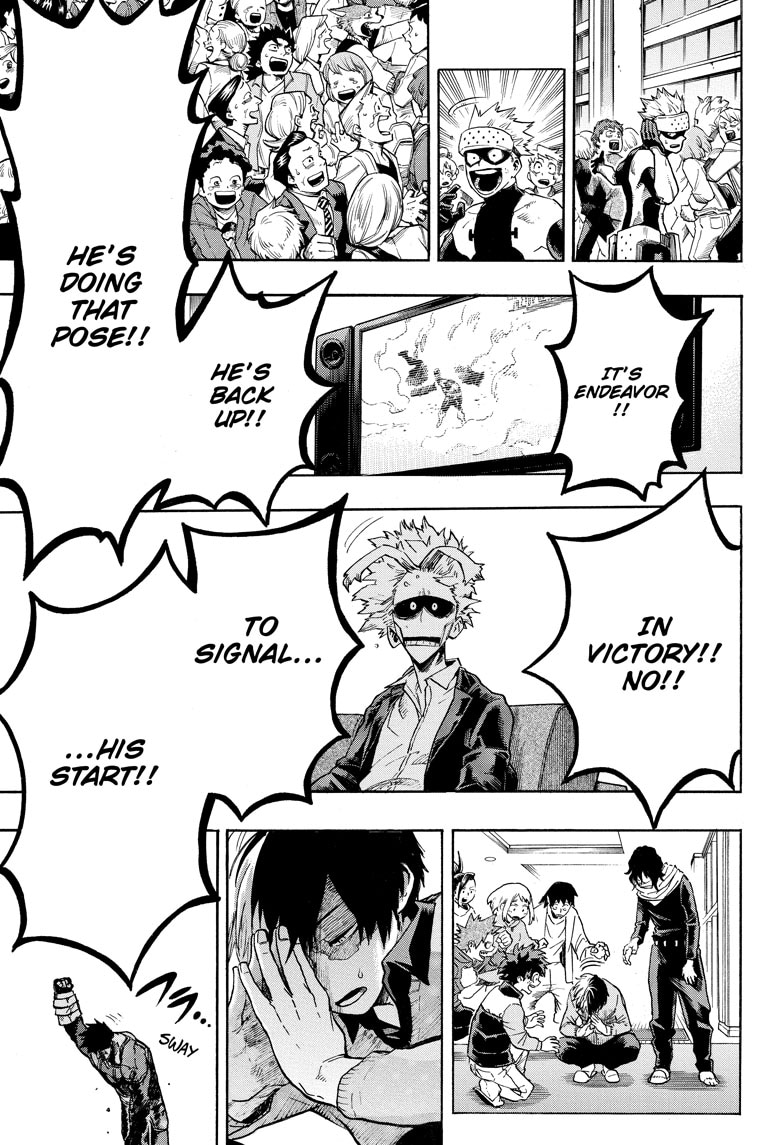 IT'S
ENDEAVOR
!!
HE'S
BACK
UP!!
HE'S
DOING
THAT
POSE!!
IN
VICTORY!!
NO!!
TO
SIGNAL...
...HIS
START!!
SWAY